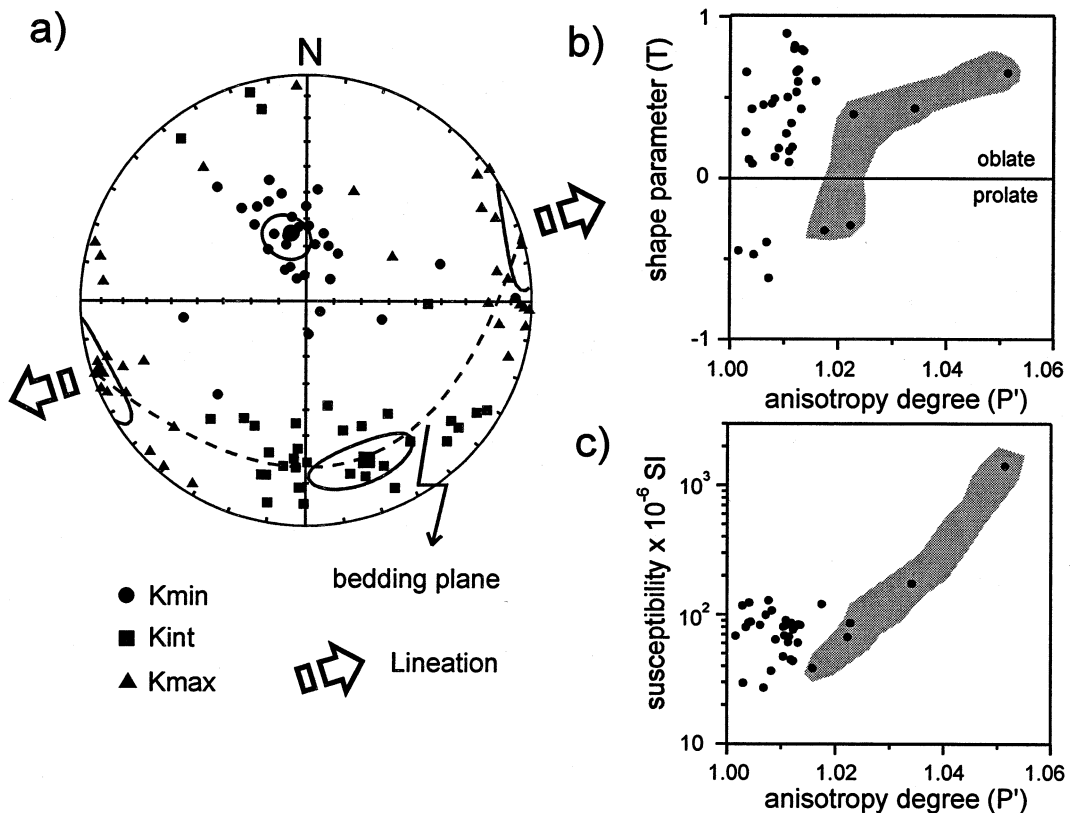 a)
N
bedding plane
Kmin
Kint
Kmax
Lineation
b)
shape parameter (T)
1
0
-1
oblate
prolate
1.00
1.02
1.04
1.06
anisotropy degree (P')
c)
susceptibility x 10-6 SI
10³
10²
10
1.00
1.02
1.04
1.06
anisotropy degree (P')